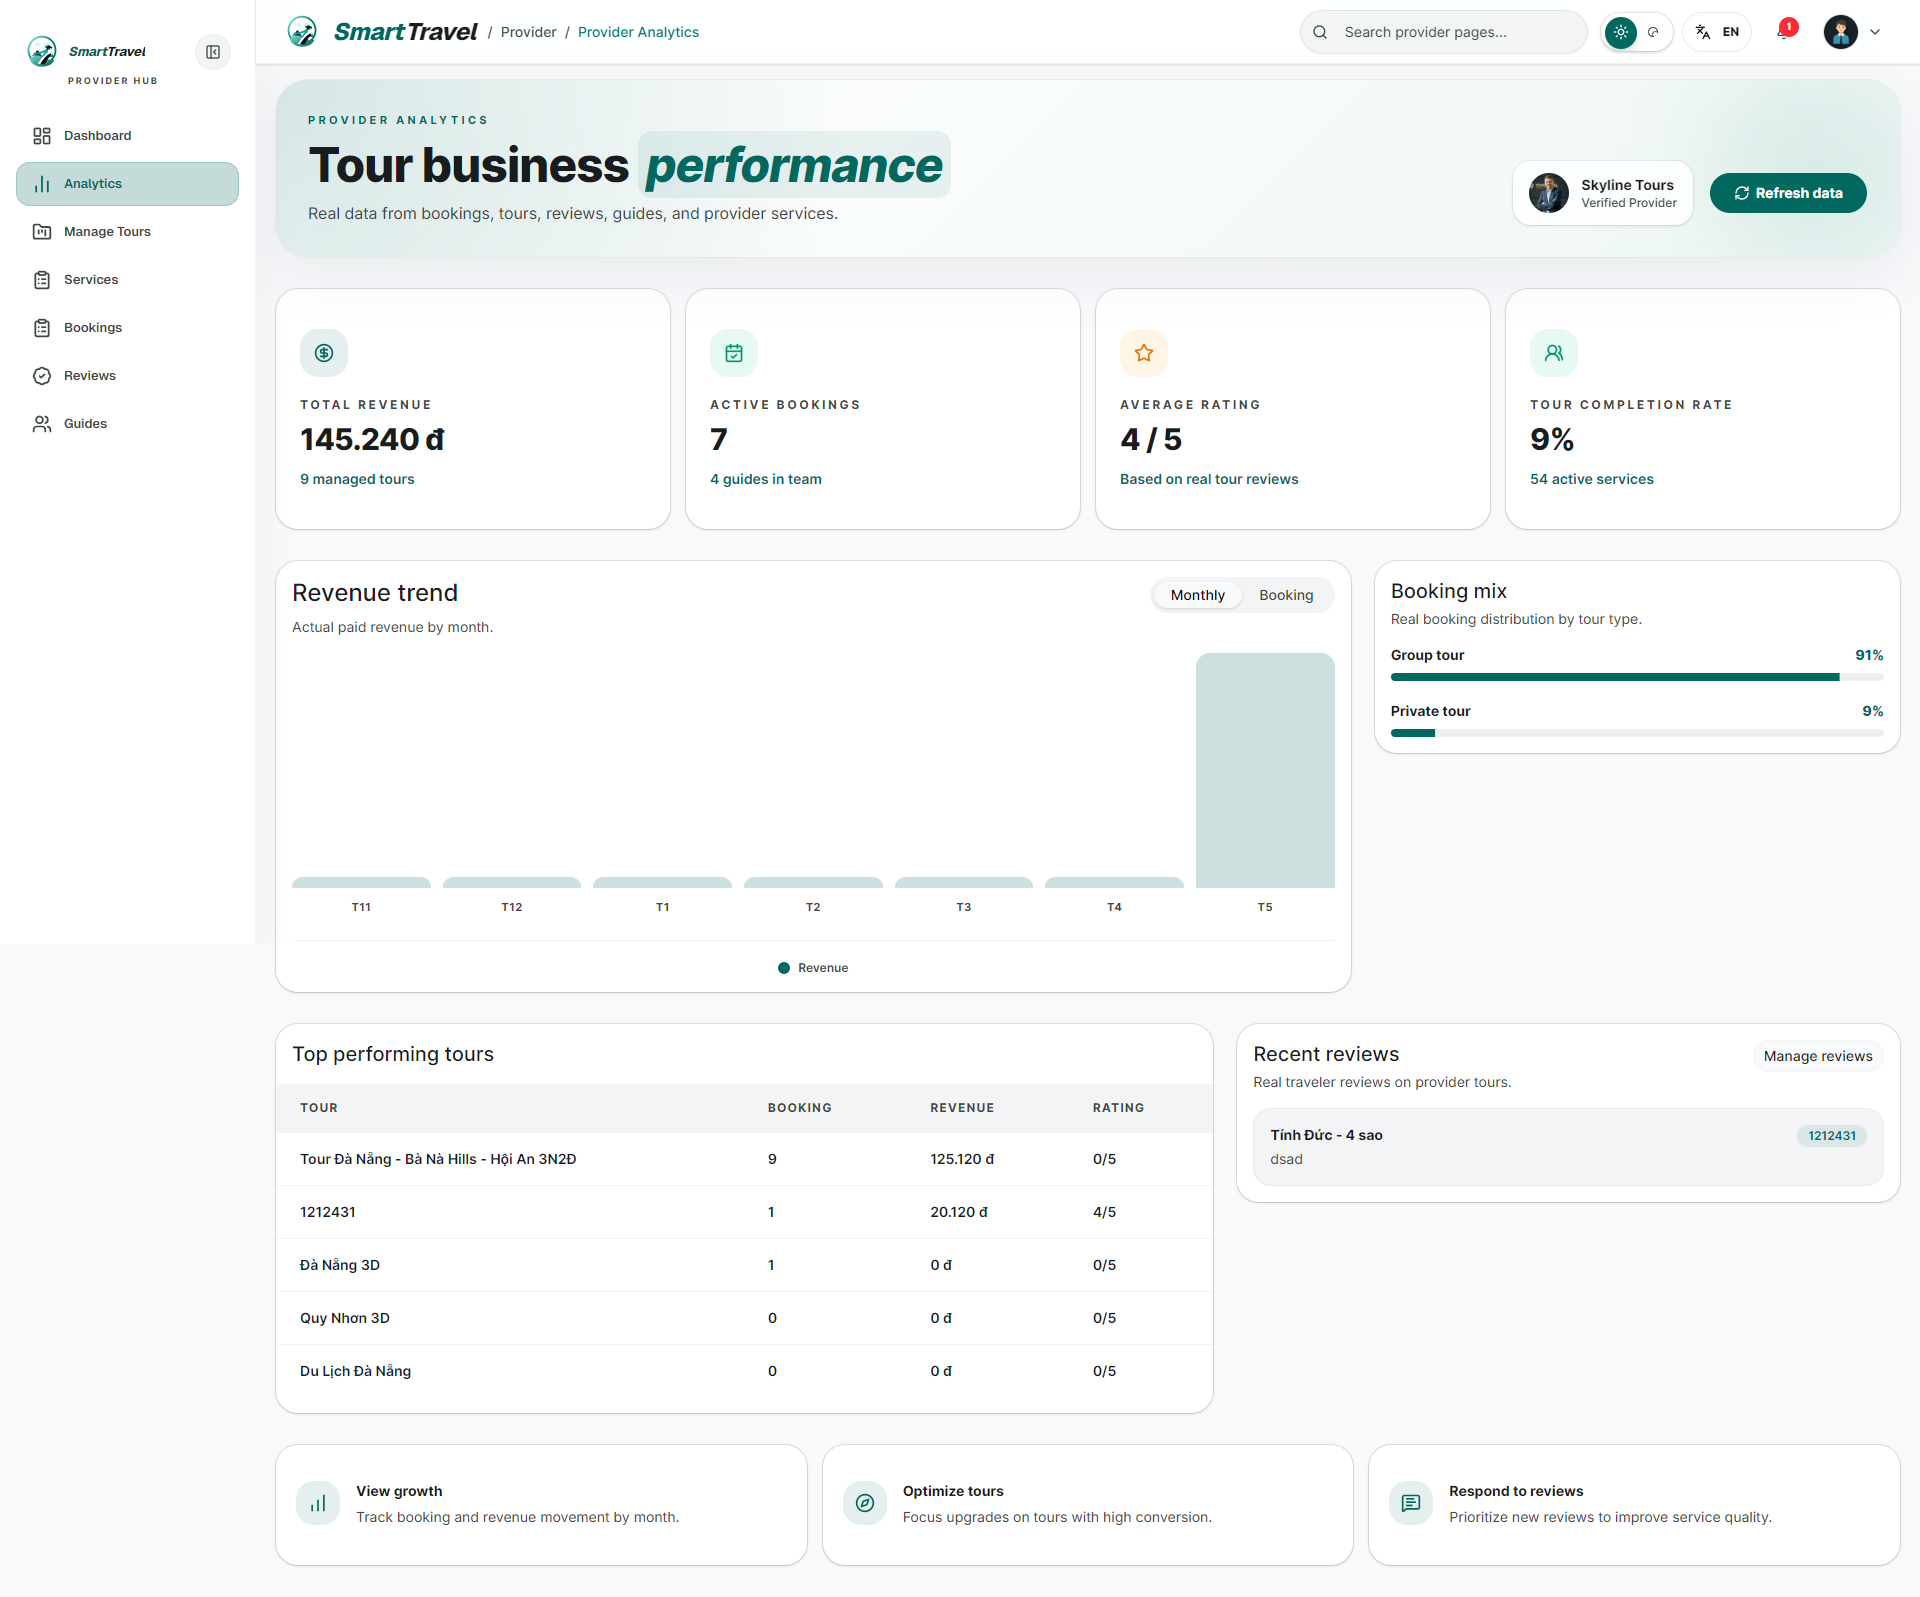 SmartTravel
PROVIDER HUB
Dashboard
Analytics
Manage Tours
Services
Bookings
Reviews
Guides
SmartTravel / Provider / Provider Analytics
Search provider pages...
EN
1
PROVIDER ANALYTICS
Tour business performance
Real data from bookings, tours, reviews, guides, and provider services.
Skyline Tours
Verified Provider
Refresh data
TOTAL REVENUE
145.240 đ
9 managed tours
ACTIVE BOOKINGS
7
4 guides in team
AVERAGE RATING
4 / 5
Based on real tour reviews
TOUR COMPLETION RATE
9%
54 active services
Revenue trend
Actual paid revenue by month.
Monthly Booking
T11 T12 T1 T2 T3 T4 T5
Revenue
Booking mix
Real booking distribution by tour type.
Group tour 91%
Private tour 9%
Top performing tours
TOUR BOOKING REVENUE RATING
Tour Đà Nẵng - Bà Nà Hills - Hội An 3N2Đ 9 125.120 đ 0/5
1212431 1 20.120 đ 4/5
Đà Nẵng 3D 1 0 đ 0/5
Quy Nhơn 3D 0 0 đ 0/5
Du Lịch Đà Nẵng 0 0 đ 0/5
Recent reviews
Manage reviews
Real traveler reviews on provider tours.
Tính Đức - 4 sao
1212431
dsad
View growth
Track booking and revenue movement by month.
Optimize tours
Focus upgrades on tours with high conversion.
Respond to reviews
Prioritize new reviews to improve service quality.